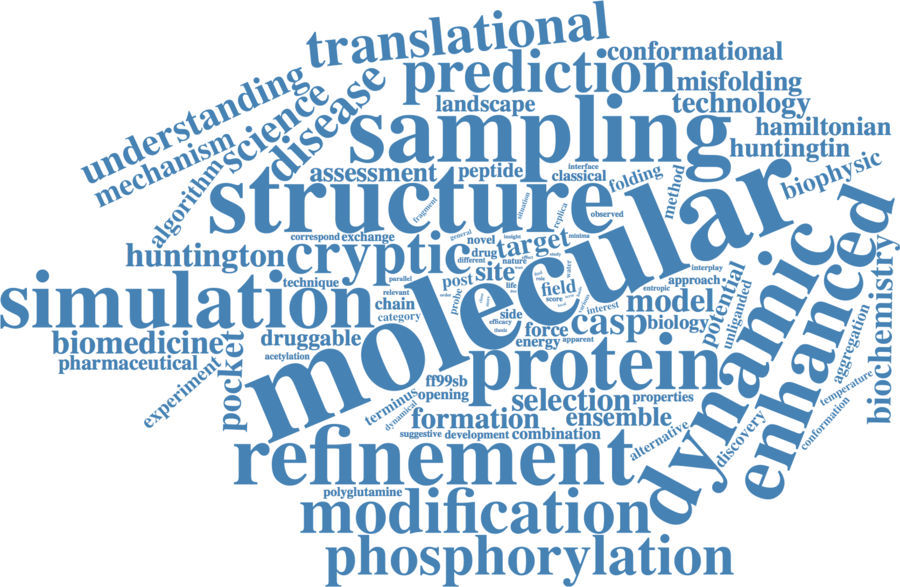 translational
conformational
prediction
misfolding
understanding
science
disease
landscape
technology
mechanism
sampling
hamiltonian
huntingtin
algorithm
assessment
peptide
interface
classical
folding
method
biophysic
structure
fragment
situation
replica
observed
molecular
correspond
exchange
general
novel
insight
target
minima
huntington
cryptic
different
drug
nature
study
technique
parallel
post
site
field
water
interplay
approach
potential
dynamic
enhanced
biochemistry
simulation
relevant
chain
category
order
probe
life
side
efficacy
thesis
score
interest
various
entropic
model
unliganded
aggregation
biomedicine
druggable
force
casp
biology
energy
apparent
pharmaceutical
acetylation
protein
pocket
experiment
ff99sb
opening
terminus
dynamical
selection
properties
temperature
formation
ensemble
conformation
suggestive
development
combination
alternative
discovery
refinement
polyglutamine
modification
phosphorylation